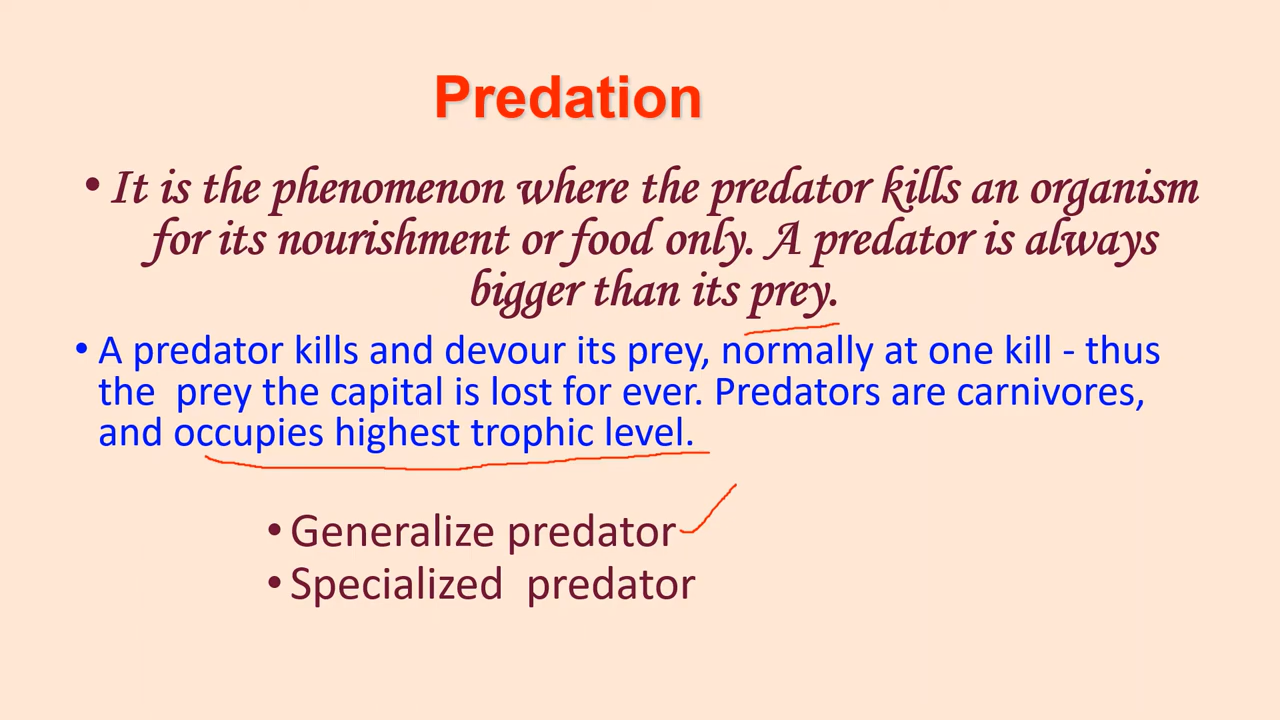 Predation
• It is the phenomenon where the predator kills an organism
for its nourishment or food only. A predator is always
bigger than its prey.
• A predator kills and devour its prey, normally at one kill - thus
the prey the capital is lost for ever. Predators are carnivores,
and occupies highest trophic level.
• Generalize predator
• Specialized predator